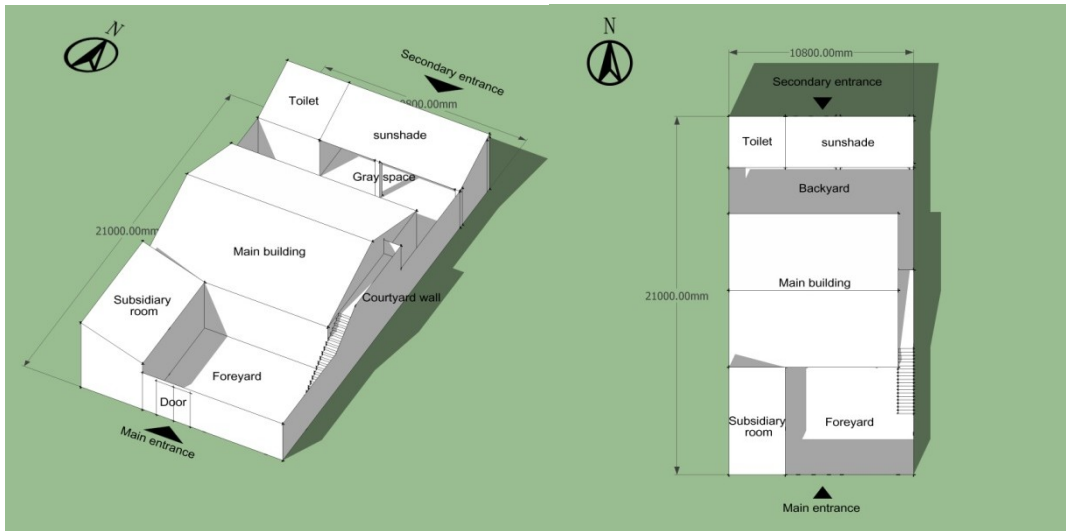 N
Secondary entrance
Toilet
sunshade
Gray space
21000.00mm
Main building
Subsidiary
room
Courtyard wall
Foreyard
Door
Main entrance
N
10800.00mm
Secondary entrance
Toilet
sunshade
Backyard
Main building
21000.00mm
Subsidiary
room
Foreyard
Main entrance